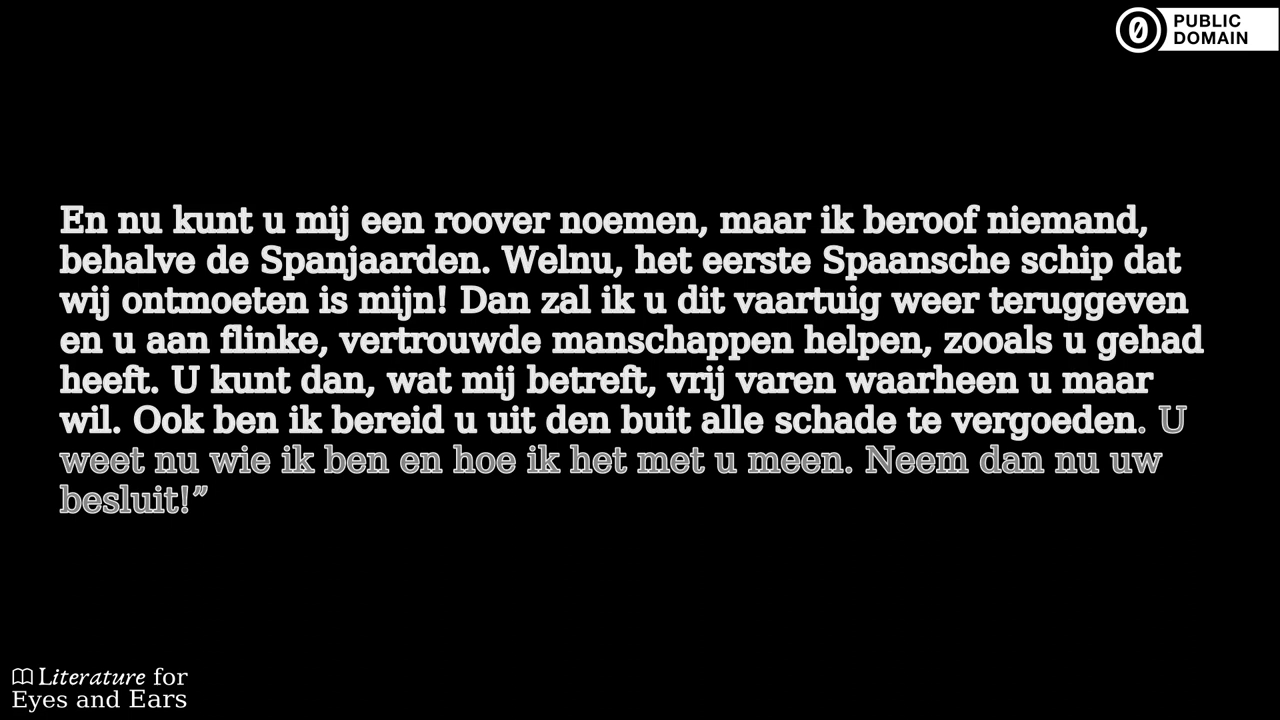 PUBLIC
DOMAIN
En nu kunt u mij een roover noemen, maar ik beroof niemand,
behalve de Spanjaarden. Welnu, het eerste Spaansche schip dat
wij ontmoeten is mijn! Dan zal ik u dit vaartuig weer teruggeven
en u aan flinke, vertrouwde manschappen helpen, zooals u gehad
heeft. U kunt dan, wat mij betreft, vrij varen waarheen u maar
wil. Ook ben ik bereid u uit den buit alle schade te vergoeden. U
weet nu wie ik ben en hoe ik het met u meen. Neem dan nu uw
besluit!”
Literature for
Eyes and Ears